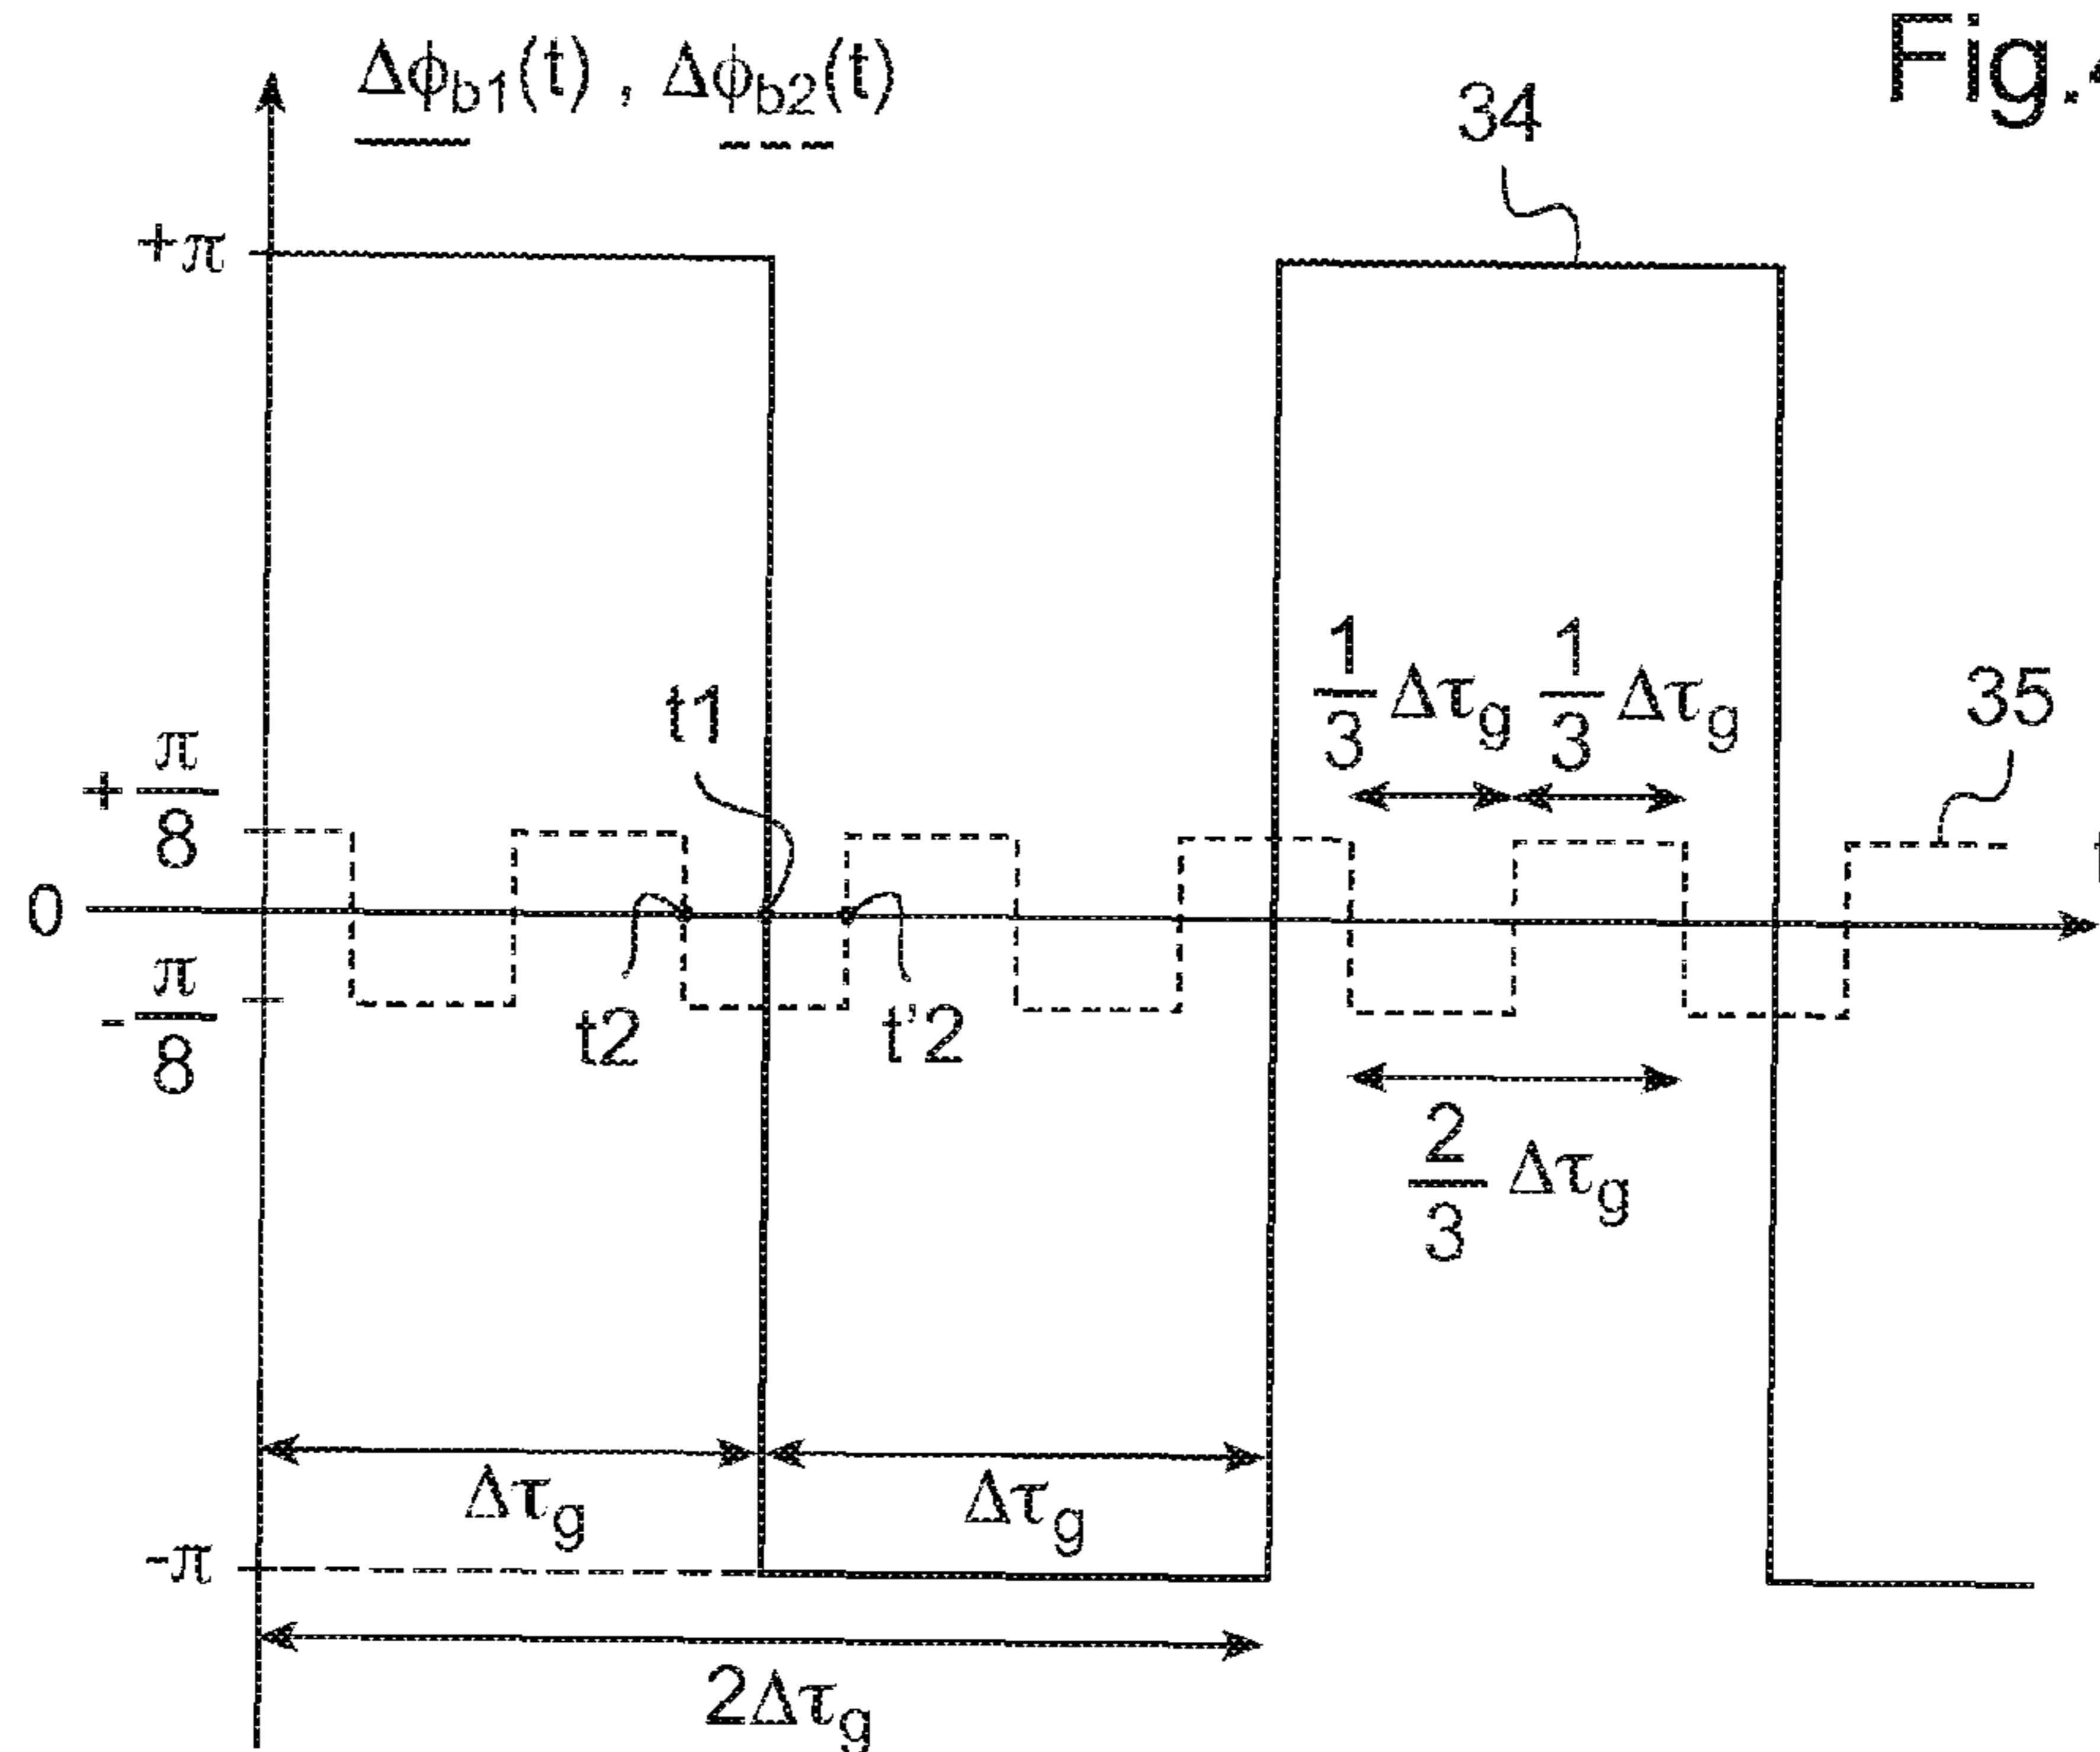 Fig.4
Δϕb1(t) , Δϕb2(t)
34
+π
1/3 Δτg 1/3 Δτg
35
t1
+π/8
t
0
-π/8
t2
t'2
2/3 Δτg
Δτg Δτg
-π
2Δτg